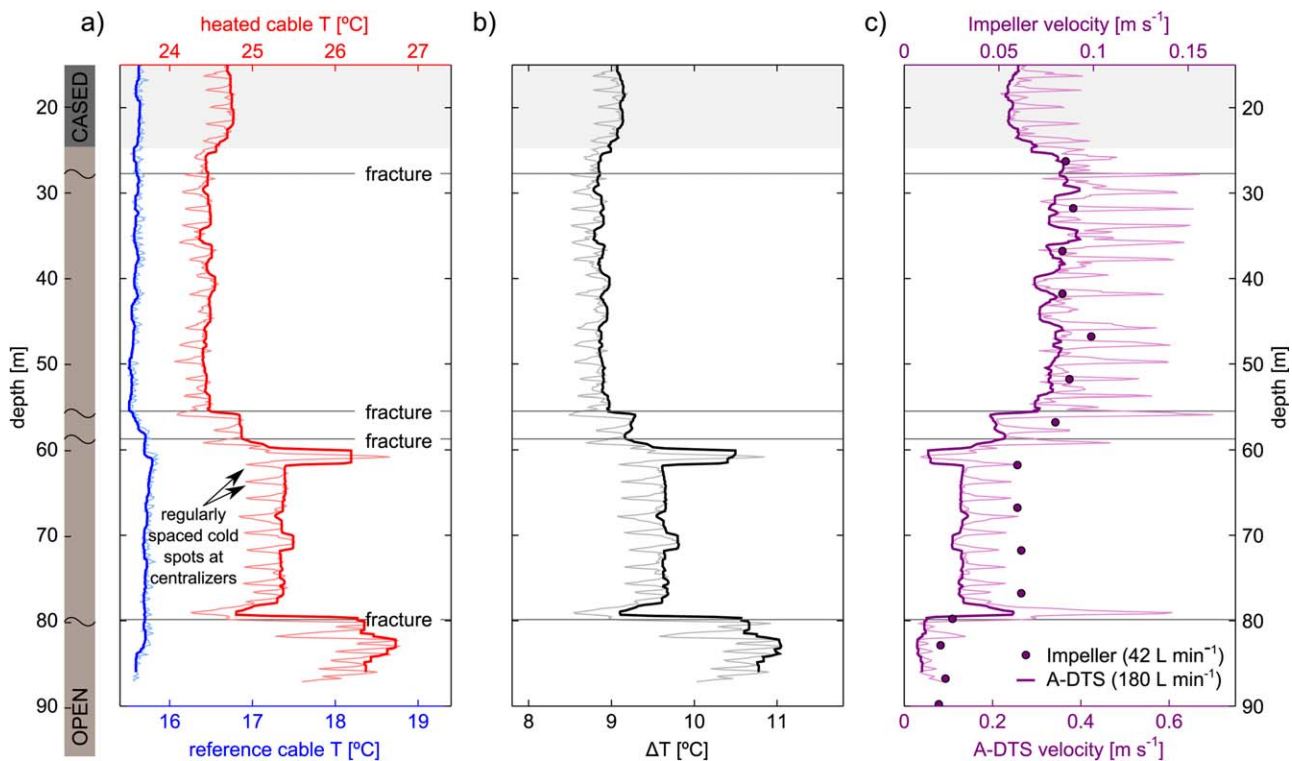 a)
heated cable T [ºC]
24 25 26 27
b)
c)
Impeller velocity [m s⁻¹]
0 0.05 0.1 0.15
CASED
OPEN
depth [m]
20
30
40
50
60
70
80
90
fracture
fracture
fracture
fracture
regularly
spaced cold
spots at
centralizers
16 17 18 19
reference cable T [ºC]
8 9 10 11
ΔT [ºC]
Impeller (42 L min⁻¹)
A-DTS (180 L min⁻¹)
0 0.2 0.4 0.6
A-DTS velocity [m s⁻¹]
20
30
40
50
60
70
80
90
depth [m]